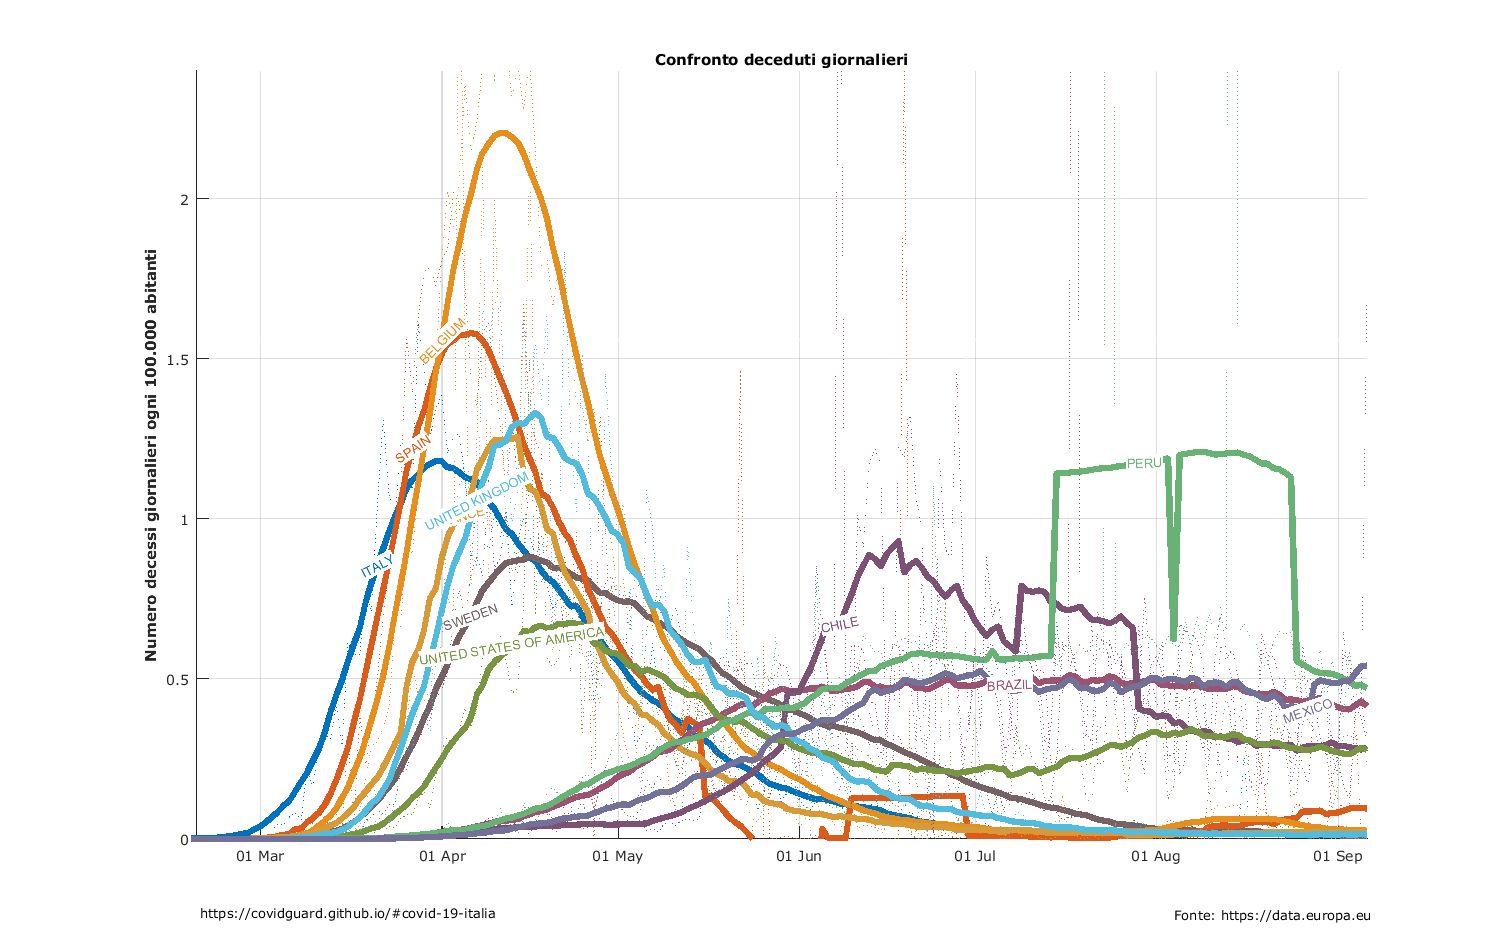 Confronto deceduti giornalieri
Numero decessi giornalieri ogni 100.000 abitanti
2
1.5
1
0.5
0
BELGIUM
SPAIN
ITALY
UNITED KINGDOM
SWEDEN
UNITED STATES OF AMERICA
CHILE
PERU
BRAZIL
MEXICO
01 Mar
01 Apr
01 May
01 Jun
01 Jul
01 Aug
01 Sep
https://covidguard.github.io/#covid-19-italia
Fonte: https://data.europa.eu